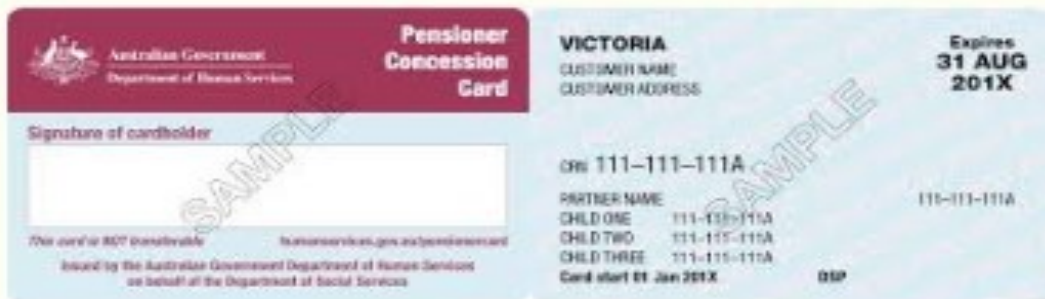 Australian Government
Department of Human Services
Pensioner
Concession
Card
Signature of cardholder
SAMPLE
This card is NOT transferable humanservices.gov.au/pensionercard
Issued by the Australian Government Department of Human Services
on behalf of the Department of Social Services
VICTORIA
CUSTOMER NAME
CUSTOMER ADDRESS
Expires
31 AUG
201X
CRN 111-111-111A
SAMPLE
PARTNER NAME 111-111-111A
CHILD ONE 111-111-111A
CHILD TWO 111-111-111A
CHILD THREE 111-111-111A
Card start 01 Jan 201X DSP